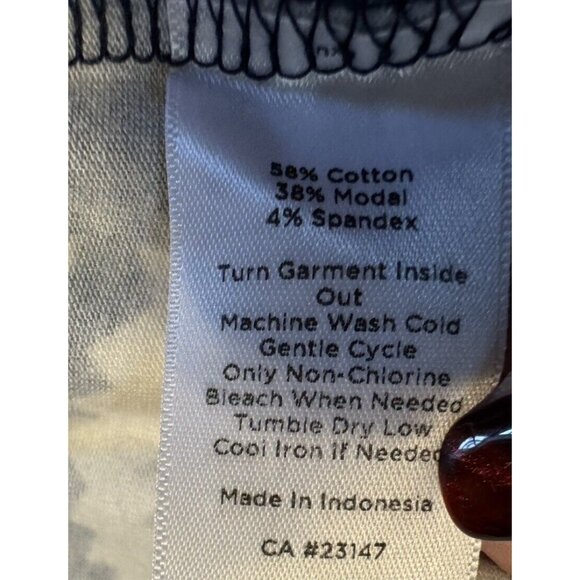 58% Cotton
38% Modal
4% Spandex
Turn Garment Inside
Out
Machine Wash Cold
Gentle Cycle
Only Non-Chlorine
Bleach When Needed
Tumble Dry Low
Cool Iron if Needed
Made In Indonesia
CA #23147